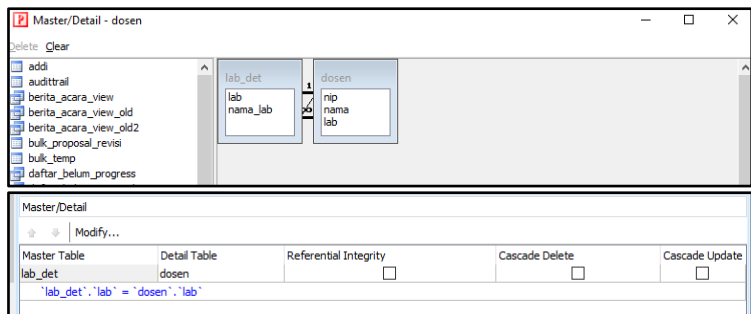 Master/Detail - dosen
Delete Clear
addi
audittrail
berita_acara_view
berita_acara_view_old
berita_acara_view_old2
bulk_proposal_revisi
bulk_temp
daftar_belum_progress
lab_det
lab
nama_lab
1
∞
dosen
nip
nama
lab
Master/Detail
Modify...
Master Table Detail Table Referential Integrity Cascade Delete Cascade Update
lab_det dosen
`lab_det`.`lab` = `dosen`.`lab`